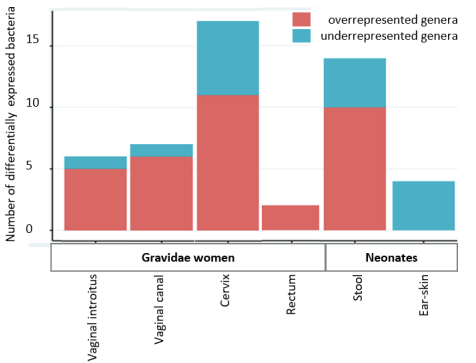 overrepresented genera
underrepresented genera
Number of differentially expressed bacteria
15
10
5
0
Gravidae women
Neonates
Vaginal introitus
Vaginal canal
Cervix
Rectum
Stool
Ear-skin